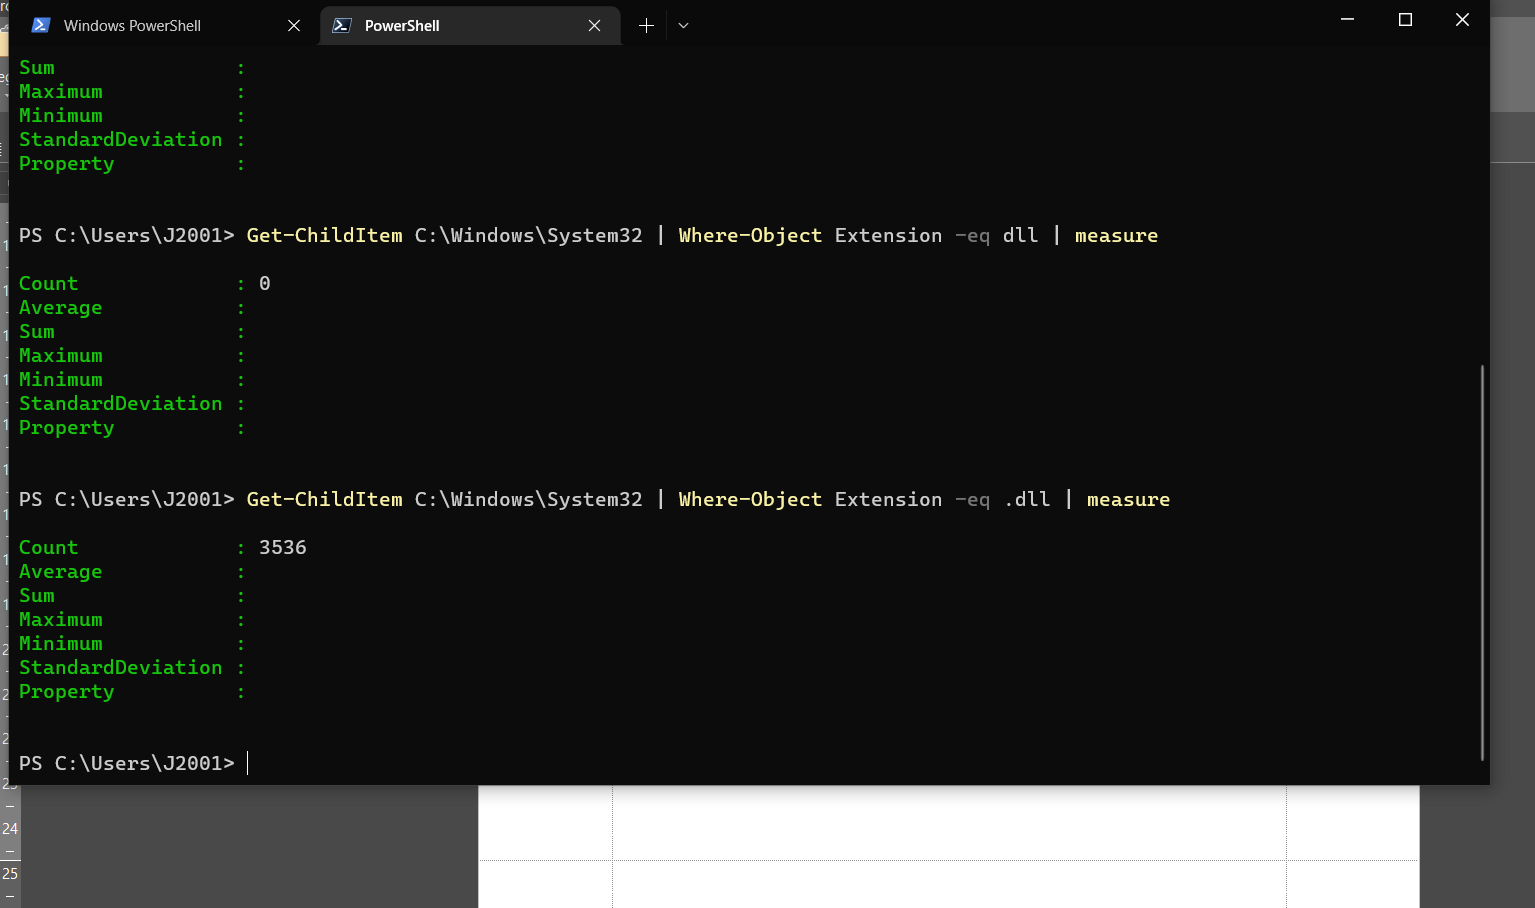 Windows PowerShell
PowerShell
Sum :
Maximum :
Minimum :
StandardDeviation :
Property :
PS C:\Users\J2001> Get-ChildItem C:\Windows\System32 | Where-Object Extension -eq dll | measure
Count : 0
Average :
Sum :
Maximum :
Minimum :
StandardDeviation :
Property :
PS C:\Users\J2001> Get-ChildItem C:\Windows\System32 | Where-Object Extension -eq .dll | measure
Count : 3536
Average :
Sum :
Maximum :
Minimum :
StandardDeviation :
Property :
PS C:\Users\J2001>
24
25